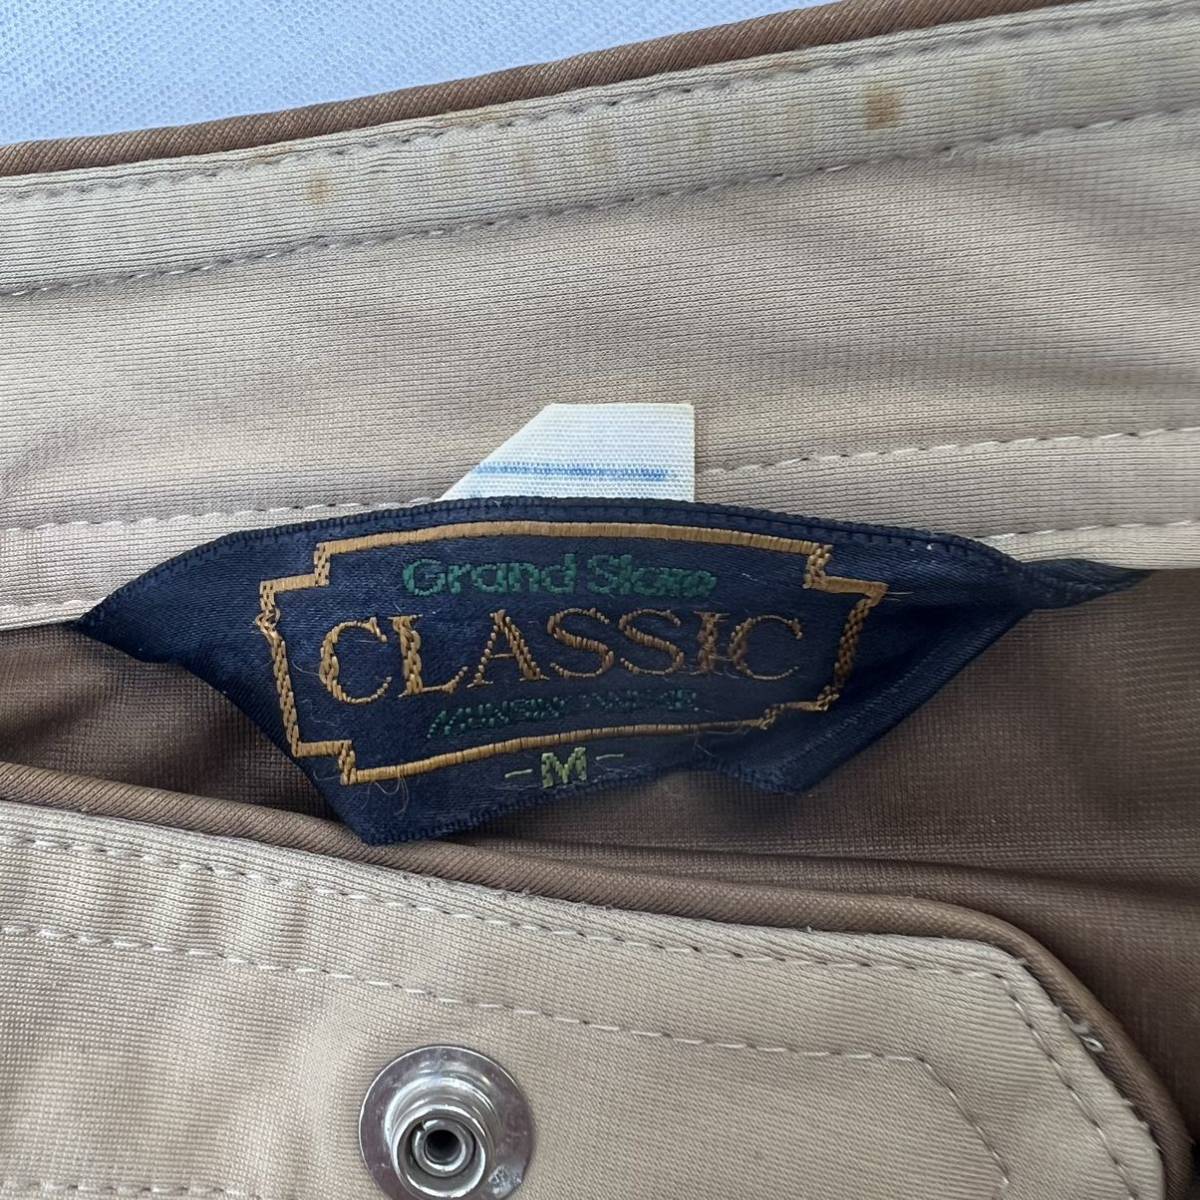 Grand Slam
CLASSIC
-M-